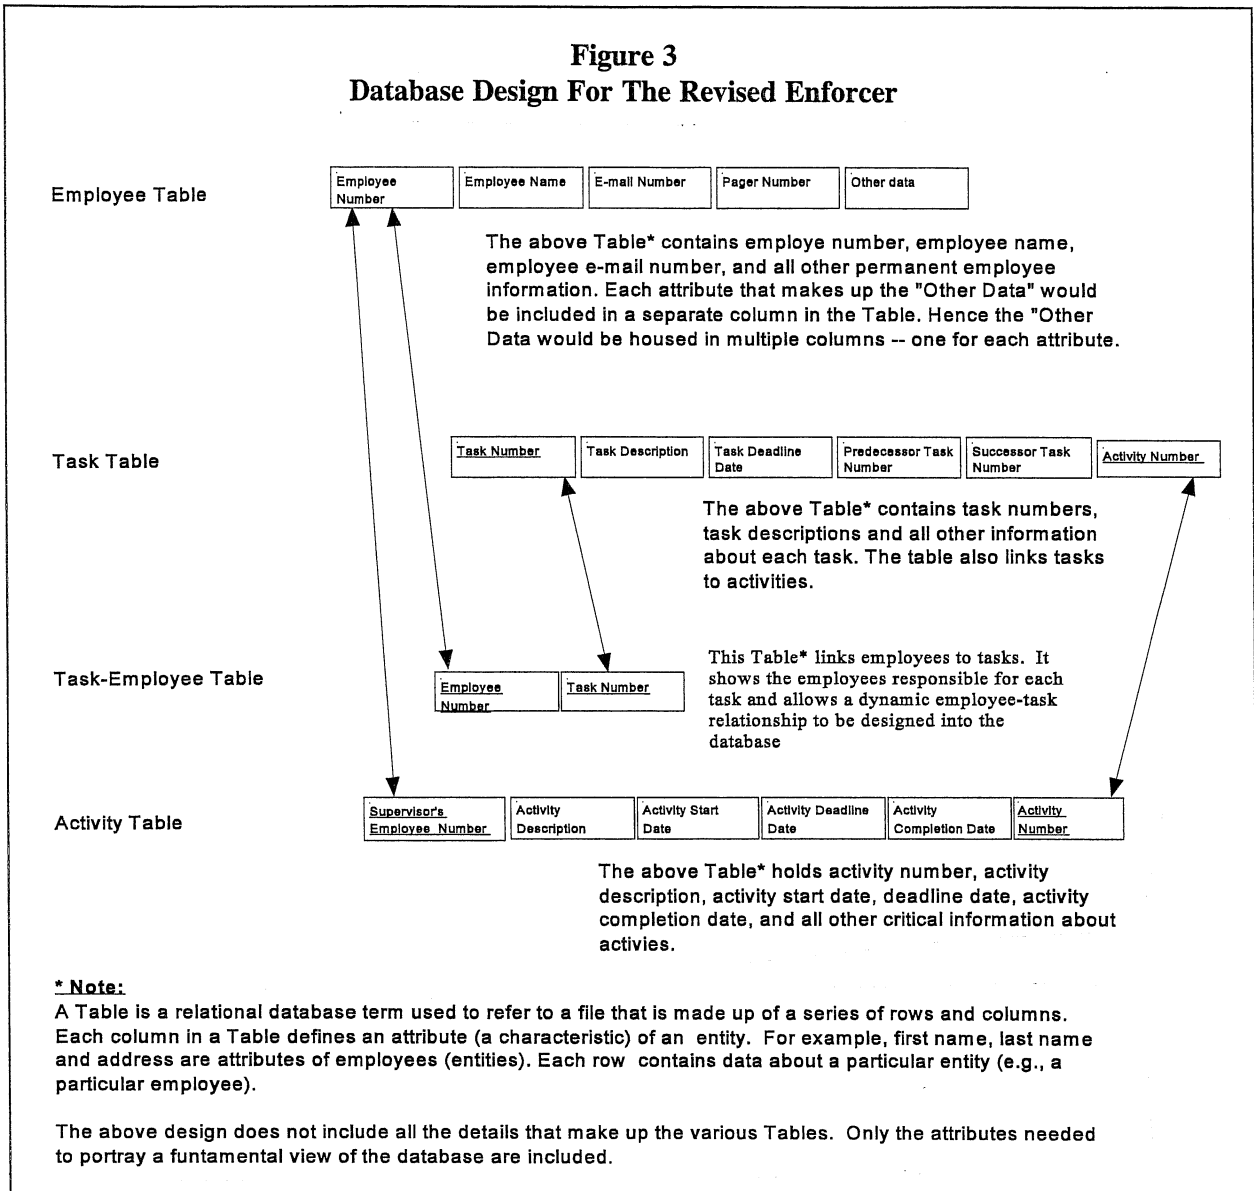 Figure 3
Database Design For The Revised Enforcer
Employee Table
Employee
Number
Employee Name
E-mail Number
Pager Number
Other data
The above Table* contains employe number, employee name,
employee e-mail number, and all other permanent employee
information. Each attribute that makes up the "Other Data" would
be included in a separate column in the Table. Hence the "Other
Data would be housed in multiple columns -- one for each attribute.
Task Table
Task Number
Task Description
Task Deadline
Date
Predecessor Task
Number
Successor Task
Number
Activity Number
The above Table* contains task numbers,
task descriptions and all other information
about each task. The table also links tasks
to activities.
Task-Employee Table
Employee
Number
Task Number
This Table* links employees to tasks. It
shows the employees responsible for each
task and allows a dynamic employee-task
relationship to be designed into the
database
Activity Table
Supervisor's
Employee Number
Activity
Description
Activity Start
Date
Activity Deadline
Date
Activity
Completion Date
Activity
Number
The above Table* holds activity number, activity
description, activity start date, deadline date, activity
completion date, and all other critical information about
activies.
* Note:
A Table is a relational database term used to refer to a file that is made up of a series of rows and columns.
Each column in a Table defines an attribute (a characteristic) of an entity. For example, first name, last name
and address are attributes of employees (entities). Each row contains data about a particular entity (e.g., a
particular employee).
The above design does not include all the details that make up the various Tables. Only the attributes needed
to portray a funtamental view of the database are included.